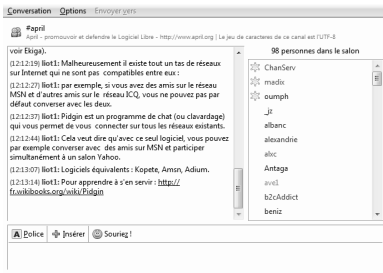 Conversation Options Envoyer vers
#april
April - promouvoir et defendre le Logiciel Libre - http://www.april.org | Le jeu de caracteres de ce canal est l'UTF-8
voir Ekiga).
(12:12:19) liot1: Malheureusement il existe tout un tas de réseaux
sur Internet qui ne sont pas compatibles entre eux :
(12:12:27) liot1: par exemple, si vous avez des amis sur le réseau
MSN et d'autres amis sur le réseau ICQ, vous ne pouvez pas par
défaut converser avec les deux.
(12:12:37) liot1: Pidgin est un programme de chat (ou clavardage)
qui vous permet de vous connecter sur tous les réseaux existants.
(12:12:44) liot1: Cela veut dire qu'avec ce seul logiciel, vous pouvez
par exemple converser avec des amis sur MSN et participer
simultanément à un salon Yahoo.
(12:13:07) liot1: Logiciels équivalents : Kopete, Amsn, Adium.
(12:13:14) liot1: Pour apprendre à s'en servir : http://
fr.wikibooks.org/wiki/Pidgin
98 personnes dans le salon
ChanServ
madix
oumph
_jz
albanc
alexandrie
alxc
Antaga
ave1
b2cAddict
beniz
A Police Insérer Souriez !